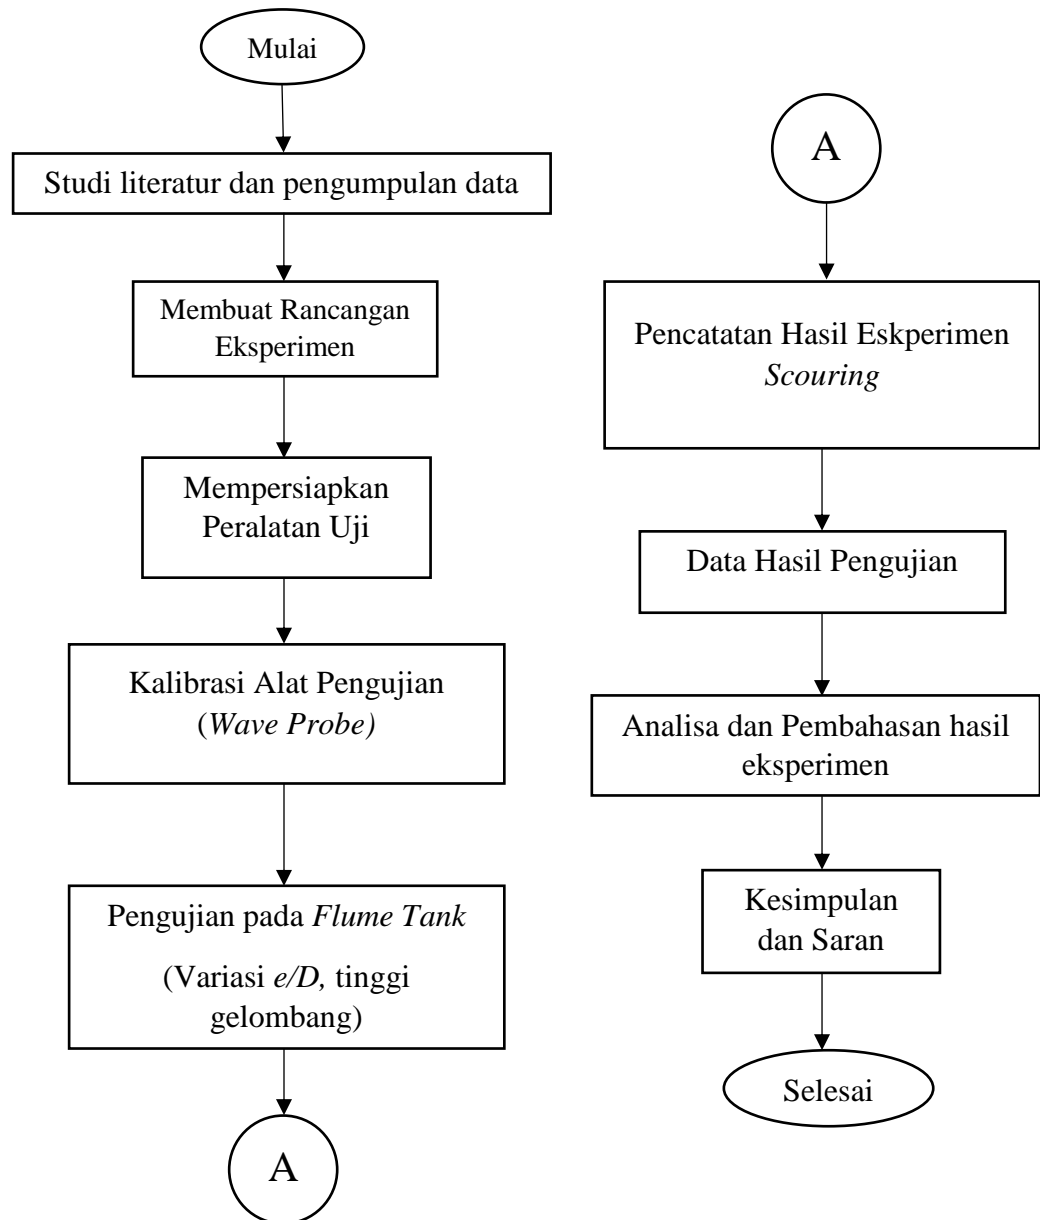 Mulai
Studi literatur dan pengumpulan data
Membuat Rancangan
Eksperimen
Mempersiapkan
Peralatan Uji
Kalibrasi Alat Pengujian
(Wave Probe)
Pengujian pada Flume Tank
(Variasi e/D, tinggi
gelombang)
A
A
Pencatatan Hasil Eskperimen
Scouring
Data Hasil Pengujian
Analisa dan Pembahasan hasil
eksperimen
Kesimpulan
dan Saran
Selesai